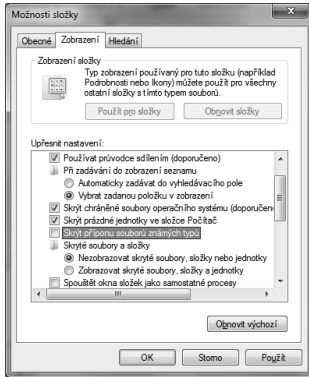 Možnosti složky
x
Obecné Zobrazení Hledání
Zobrazení složky
Typ zobrazení používaný pro tuto složku (například
Podrobnosti nebo Ikony) můžete použít pro všechny
ostatní složky s tímto typem souborů.
Použít pro složky Obnovit složky
Upřesnit nastavení:
Používat průvodce sdílením (doporučeno)
Při zadávání do zobrazení seznamu
Automaticky zadávat do vyhledávacího pole
Vybrat zadanou položku v zobrazení
Skrýt chráněné soubory operačního systému (doporučen
Skrýt prázdné jednotky ve složce Počítač
Skrýt příponu souborů známých typů
Skryté soubory a složky
Nezobrazovat skryté soubory, složky nebo jednotky
Zobrazovat skryté soubory, složky a jednotky
Spouštět okna složek jako samostatné procesy
Obnovit výchozí
OK Storno Použít